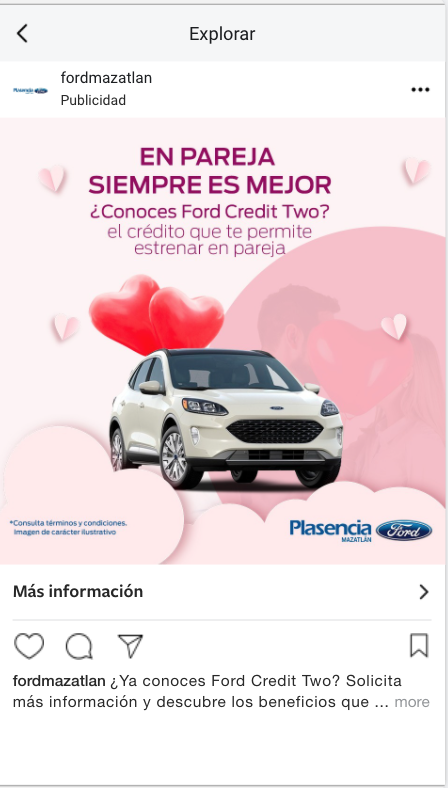 Explorar
Plasencia Ford
fordmazatlan
Publicidad
EN PAREJA
SIEMPRE ES MEJOR
¿Conoces Ford Credit Two?
el crédito que te permite
estrenar en pareja
*Consulta términos y condiciones.
Imagen de carácter ilustrativo
Plasencia Ford
MAZATLÁN
Más información
fordmazatlan ¿Ya conoces Ford Credit Two? Solicita
más información y descubre los beneficios que ... more